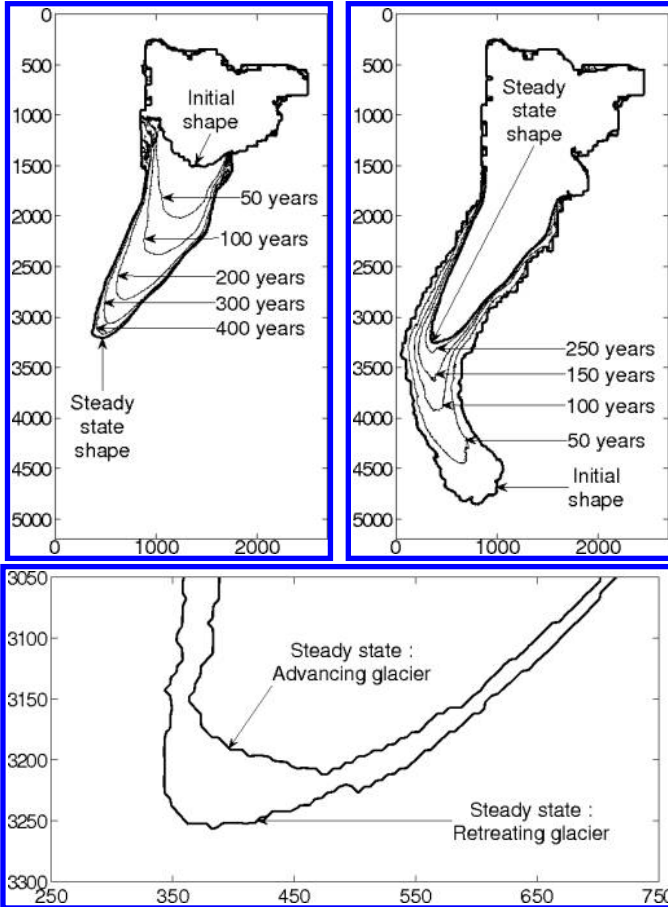 0
500
1000
1500
2000
2500
3000
3500
4000
4500
5000
0 1000 2000
Initial
shape
50 years
100 years
200 years
300 years
400 years
Steady
state
shape
0
500
1000
1500
2000
2500
3000
3500
4000
4500
5000
0 1000 2000
Steady
state
shape
250 years
150 years
100 years
50 years
Initial
shape
3050
3100
3150
3200
3250
3300
250 350 450 550 650 750
Steady state :
Advancing glacier
Steady state :
Retreating glacier